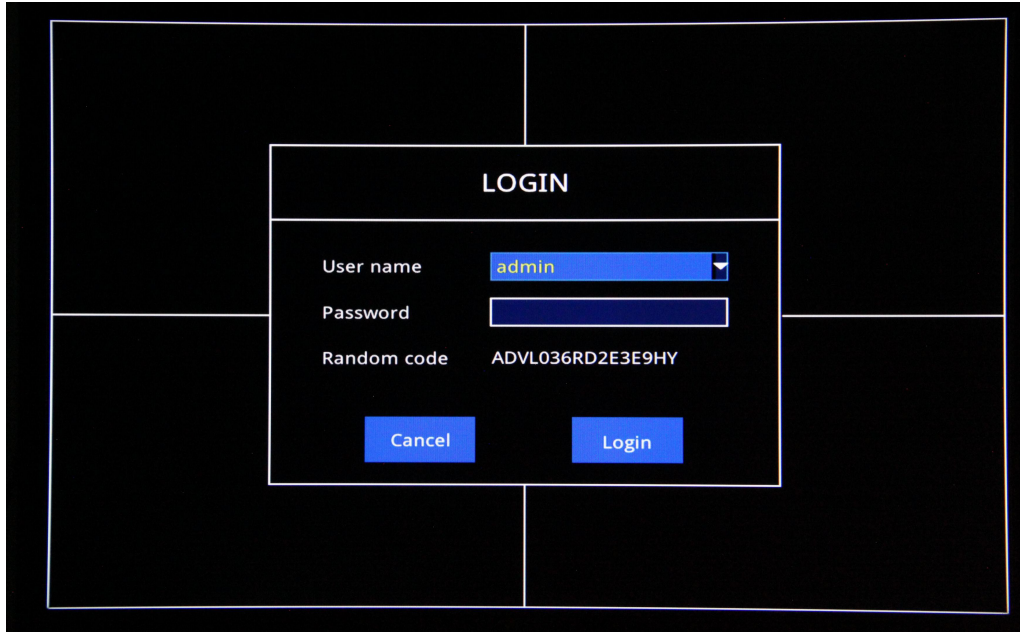 LOGIN
User name admin
Password
Random code ADVL036RD2E3E9HY
Cancel Login